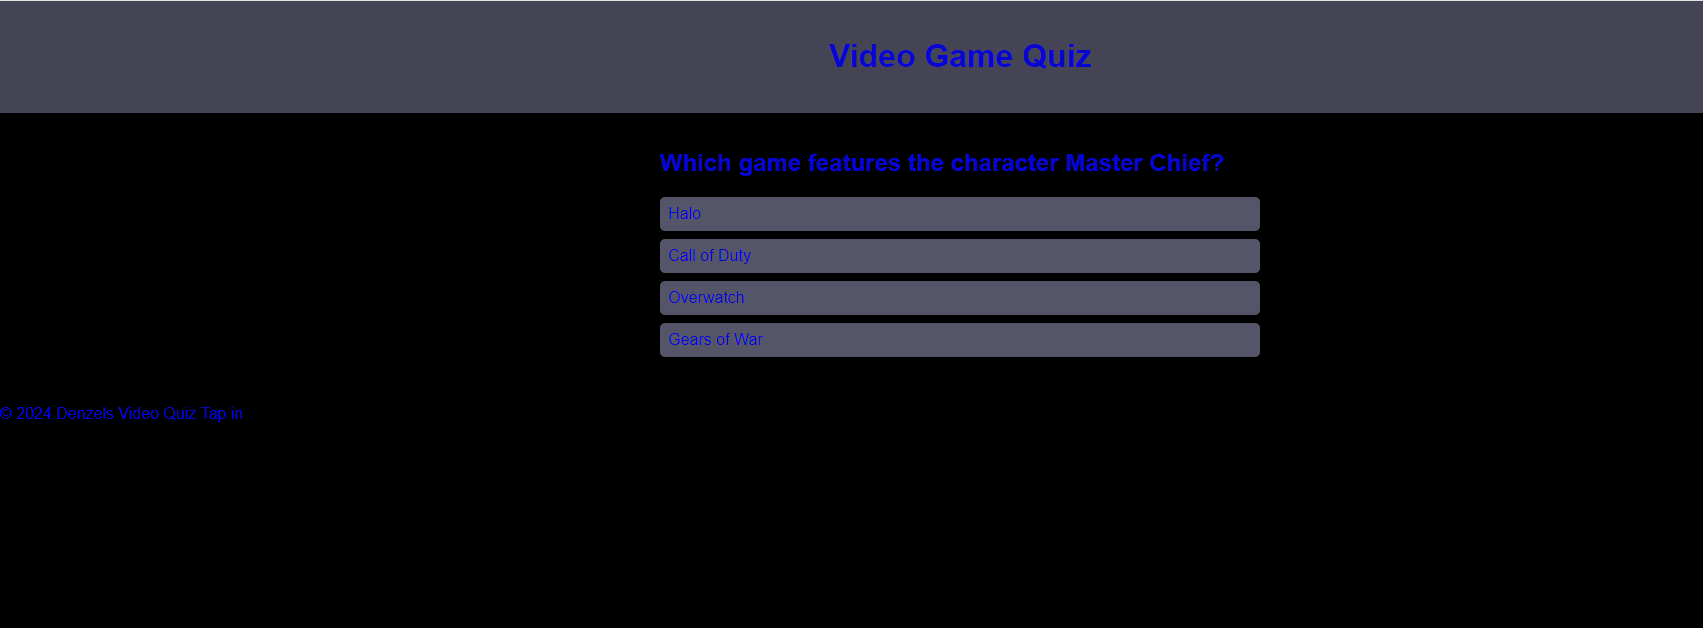 Video Game Quiz
Which game features the character Master Chief?
Halo
Call of Duty
Overwatch
Gears of War
© 2024 Denzels Video Quiz Tap in